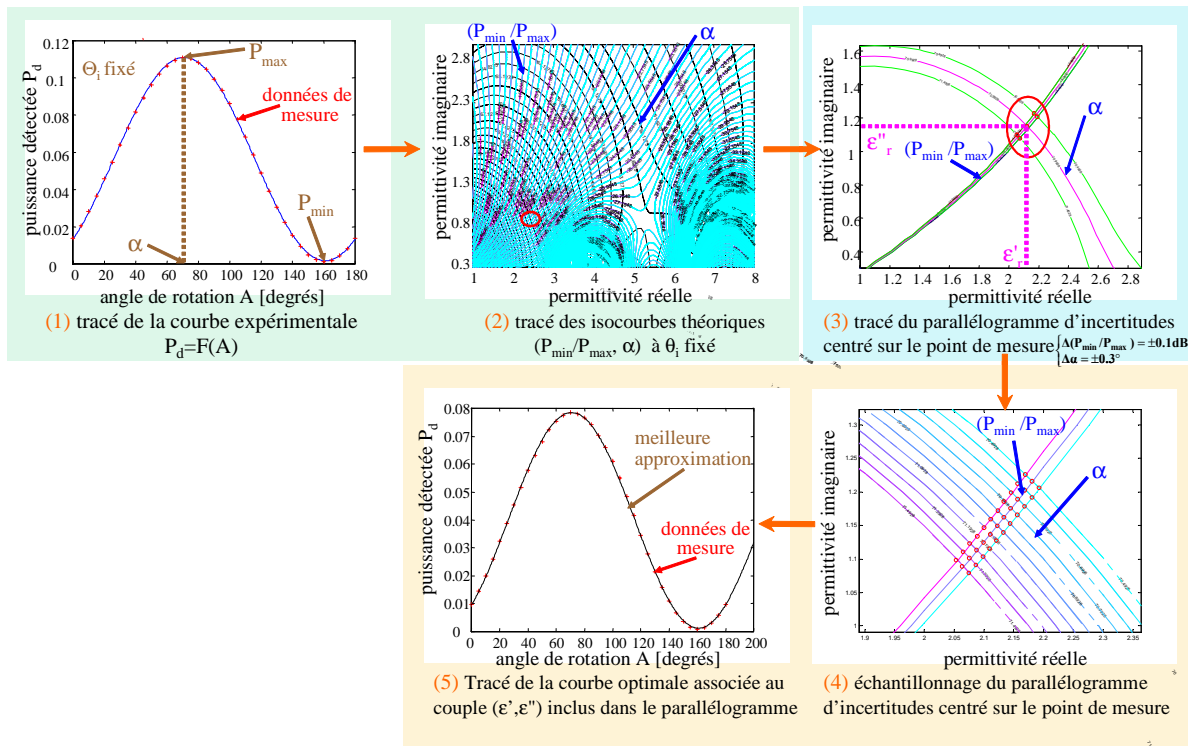 puissance détectée P_d
0.12
0.10
0.08
0.06
0.04
0.02
0
Θ_i fixé
P_max
données de
mesure
P_min
α
0 20 40 60 80 100 120 140 160 180
angle de rotation A [degrés]
(1) tracé de la courbe expérimentale
P_d=F(A)
permittivité imaginaire
2.8
2.3
1.8
1.3
0.8
0.3
(P_min /P_max)
α
1 2 3 4 5 6 7 8
permittivité réelle
(2) tracé des isocourbes théoriques
(P_min/P_max, α) à θ_i fixé
permittivité imaginaire
1.6
1.4
1.2
1
0.8
0.6
0.4
ε''_r
(P_min /P_max)
α
ε'_r
1 1.2 1.4 1.6 1.8 2 2.2 2.4 2.6 2.8
permittivité réelle
(3) tracé du parallélogramme d'incertitudes
centré sur le point de mesure { Δ(P_min /P_max ) = ±0.1dB
Δα = ±0.3°
puissance détectée P_d
0.08
0.07
0.06
0.05
0.04
0.03
0.02
0.01
0
meilleure
approximation
données de
mesure
0 20 40 60 80 100 120 140 160 180 200
angle de rotation A [degrés]
(5) Tracé de la courbe optimale associée au
couple (ε’,ε") inclus dans le parallélogramme
permittivité imaginaire
1.3
1.25
1.2
1.15
1.1
1.05
1
(P_min /P_max)
α
1.9 1.95 2 2.05 2.1 2.15 2.2 2.25 2.3 2.35
permittivité réelle
(4) échantillonnage du parallélogramme
d'incertitudes centré sur le point de mesure